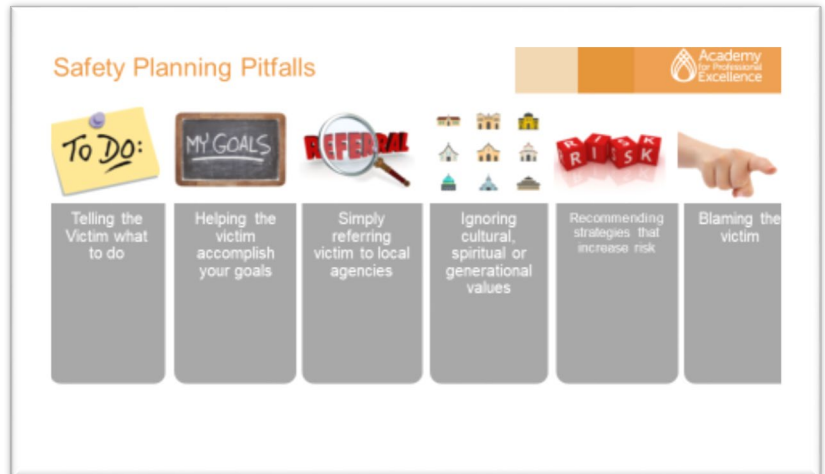 Safety Planning Pitfalls
Academy
for Professional
Excellence
To Do:
MY GOALS
REFERRAL
RISK
Telling the
Victim what
to do
Helping the
victim
accomplish
your goals
Simply
referring
victim to local
agencies
Ignoring
cultural,
spiritual or
generational
values
Recommending
strategies that
increase risk
Blaming the
victim